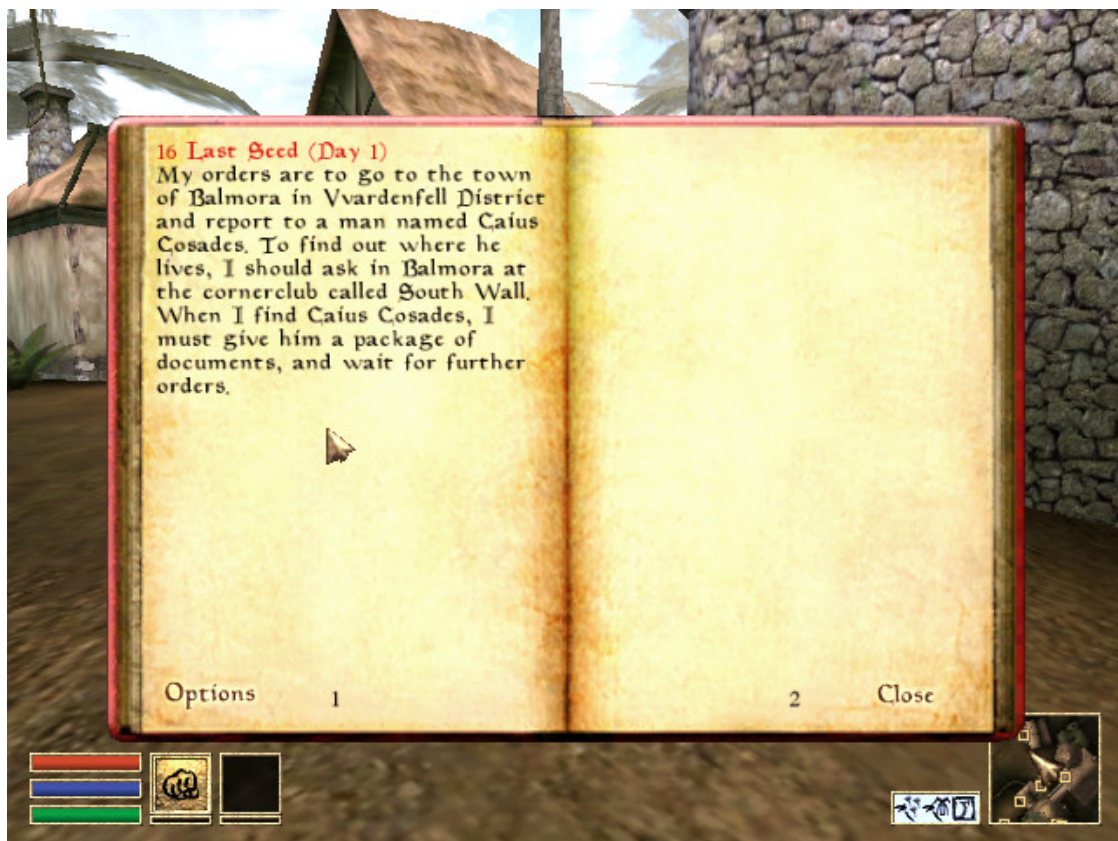 16 Last Seed (Day 1)
My orders are to go to the town
of Balmora in Vvardenfell District
and report to a man named Caius
Cosades. To find out where he
lives, I should ask in Balmora at
the cornerclub called South Wall.
When I find Caius Cosades, I
must give him a package of
documents, and wait for further
orders.
Options
1
2
Close